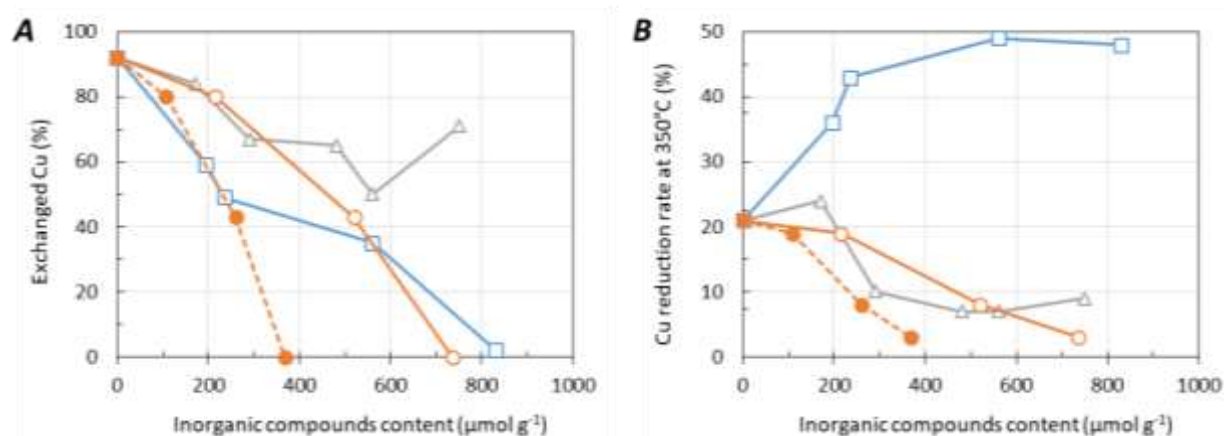 A
100
80
60
40
20
0
Exchanged Cu (%)
0 200 400 600 800 1000
Inorganic compounds content (µmol g⁻¹)
B
50
40
30
20
10
0
Cu reduction rate at 350°C (%)
0 200 400 600 800 1000
Inorganic compounds content (µmol g⁻¹)